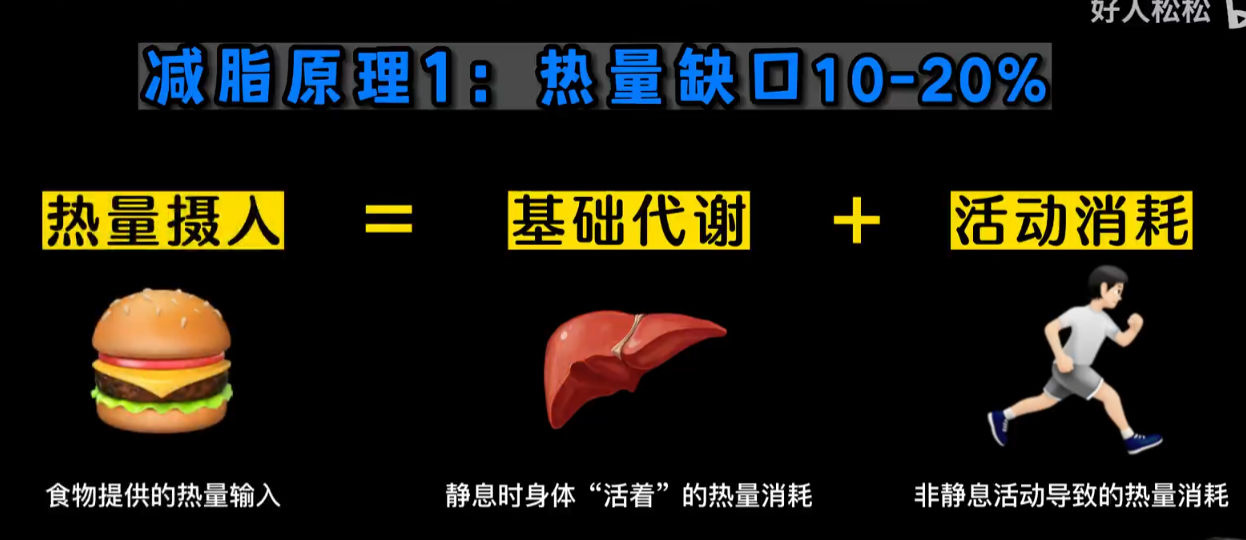 好人松松
减脂原理1：热量缺口10-20%
热量摄入 = 基础代谢 + 活动消耗
食物提供的热量输入 静息时身体“活着”的热量消耗 非静息活动导致的热量消耗